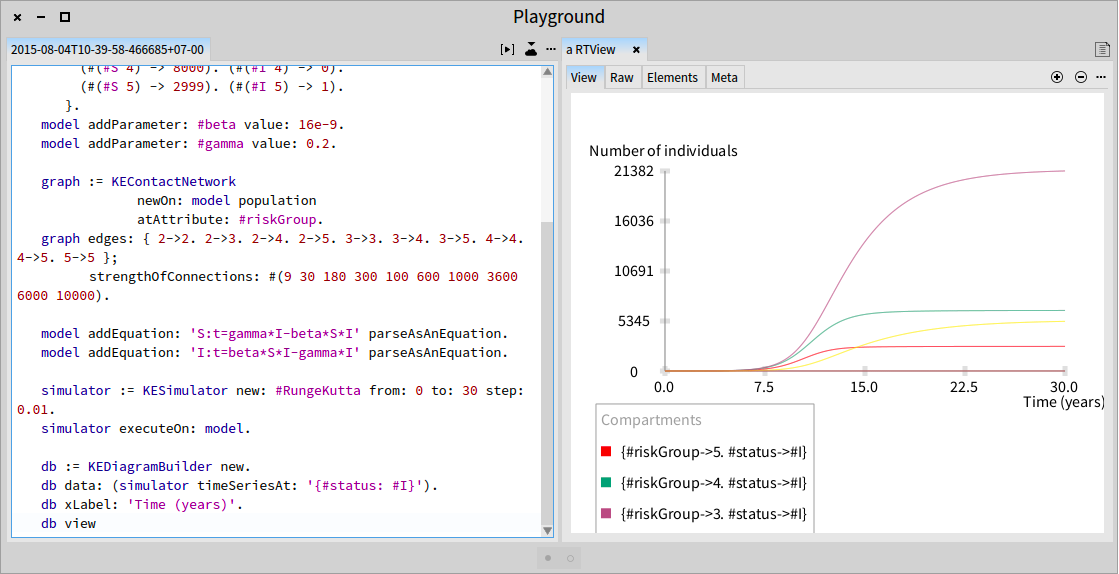 Playground
2015-08-04T10-39-58-466685+07-00
(#(#S 4) -> 8000). (#(#I 4) -> 0).
(#(#S 5) -> 2999). (#(#I 5) -> 1).
}.
model addParameter: #beta value: 16e-9.
model addParameter: #gamma value: 0.2.
graph := KEContactNetwork
newOn: model population
atAttribute: #riskGroup.
graph edges: { 2->2. 2->3. 2->4. 2->5. 3->3. 3->4. 3->5. 4->4.
4->5. 5->5 };
strengthOfConnections: #(9 30 180 300 100 600 1000 3600
6000 10000).
model addEquation: 'S:t=gamma*I-beta*S*I' parseAsAnEquation.
model addEquation: 'I:t=beta*S*I-gamma*I' parseAsAnEquation.
simulator := KESimulator new: #RungeKutta from: 0 to: 30 step:
0.01.
simulator executeOn: model.
db := KEDiagramBuilder new.
db data: (simulator timeSeriesAt: '{#status: #I}').
db xLabel: 'Time (years)'.
db view
a RTView
View Raw Elements Meta
Number of individuals
21382
16036
10691
5345
0
0.0 7.5 15.0 22.5 30.0
Time (years)
Compartments
{#riskGroup->5. #status->#I}
{#riskGroup->4. #status->#I}
{#riskGroup->3. #status->#I}